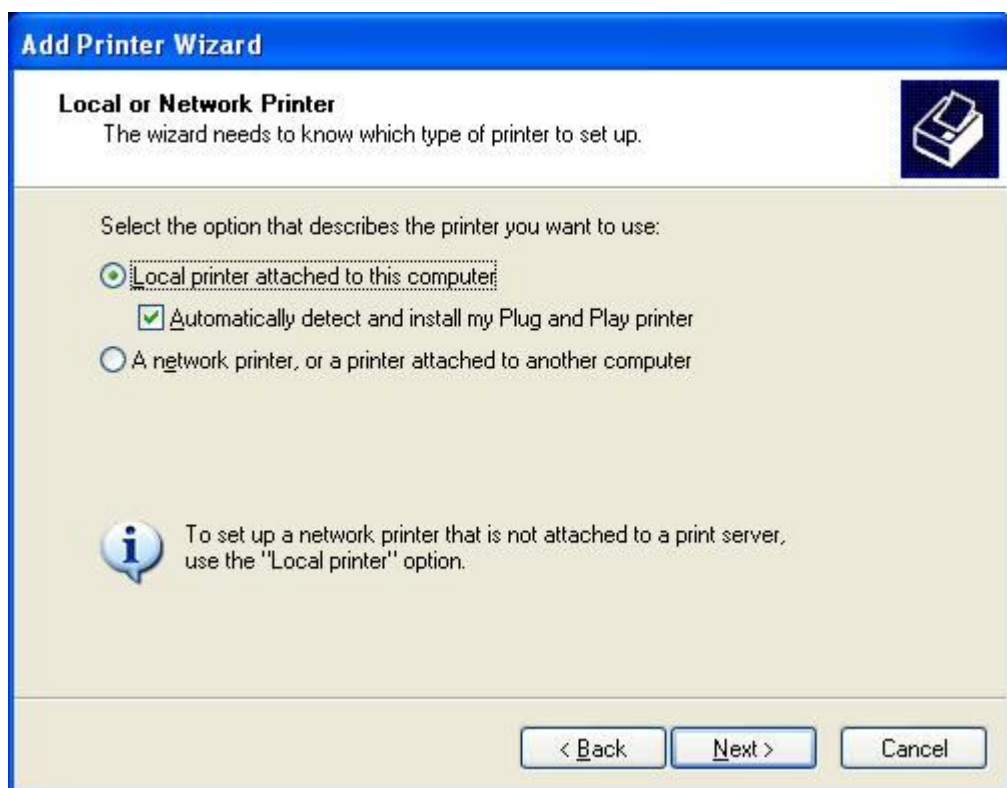 Add Printer Wizard
Local or Network Printer
The wizard needs to know which type of printer to set up.
Select the option that describes the printer you want to use:
Local printer attached to this computer
Automatically detect and install my Plug and Play printer
A network printer, or a printer attached to another computer
To set up a network printer that is not attached to a print server,
use the "Local printer" option.
< Back
Next >
Cancel